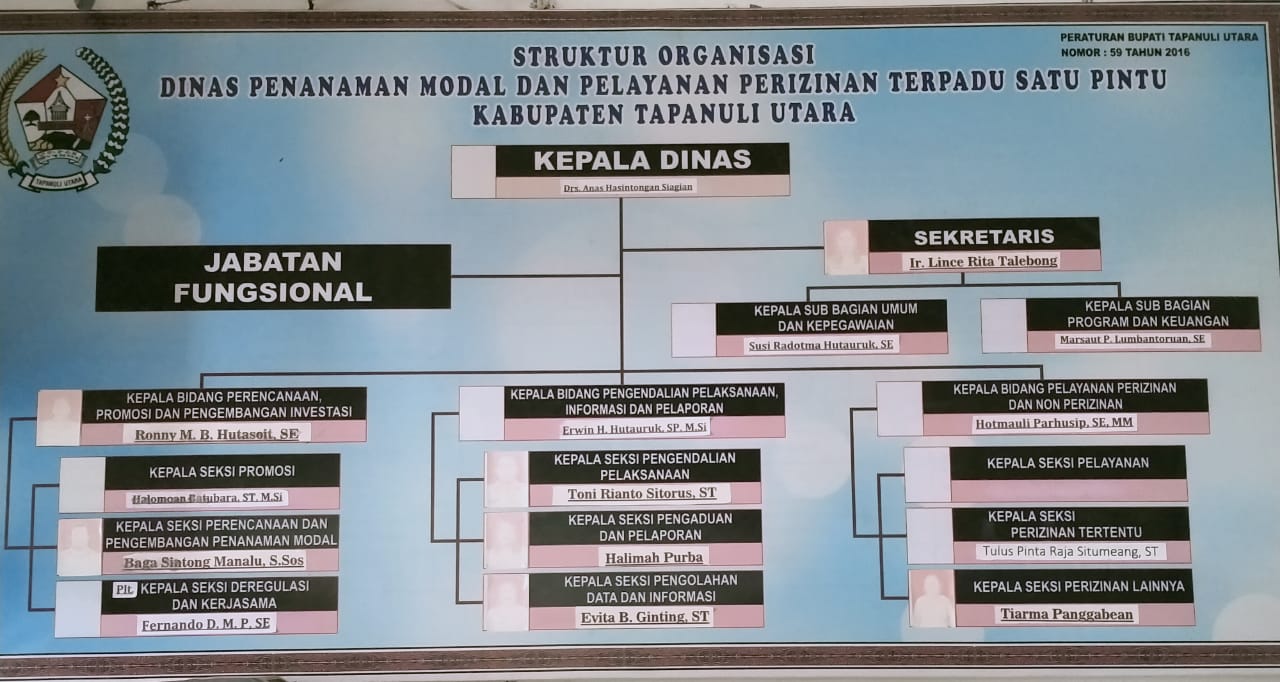 PERATURAN BUPATI TAPANULI UTARA
NOMOR : 59 TAHUN 2016
STRUKTUR ORGANISASI
DINAS PENANAMAN MODAL DAN PELAYANAN PERIZINAN TERPADU SATU PINTU
KABUPATEN TAPANULI UTARA
TAPANULI UTARA
KEPALA DINAS
Drs. Anas Hasintongan Siagian
SEKRETARIS
Ir. Lince Rita Talebong
JABATAN
FUNGSIONAL
KEPALA SUB BAGIAN UMUM
DAN KEPEGAWAIAN
Susi Radotma Hutauruk, SE
KEPALA SUB BAGIAN
PROGRAM DAN KEUANGAN
Marsaut P. Lumbantoruan, SE
KEPALA BIDANG PERENCANAAN,
PROMOSI DAN PENGEMBANGAN INVESTASI
Ronny M. B. Hutasoit, SE
KEPALA SEKSI PROMOSI
Halomoan Batubara, ST. M.Si
KEPALA SEKSI PERENCANAAN DAN
PENGEMBANGAN PENANAMAN MODAL
Baga Sintong Manalu, S.Sos
Plt. KEPALA SEKSI DEREGULASI
DAN KERJASAMA
Fernando D. M. P. SE
KEPALA BIDANG PENGENDALIAN PELAKSANAAN,
INFORMASI DAN PELAPORAN
Erwin H. Hutauruk, SP. M.Si
KEPALA SEKSI PENGENDALIAN
PELAKSANAAN
Toni Rianto Sitorus, ST
KEPALA SEKSI PENGADUAN
DAN PELAPORAN
Halimah Purba
KEPALA SEKSI PENGOLAHAN
DATA DAN INFORMASI
Evita B. Ginting, ST
KEPALA BIDANG PELAYANAN PERIZINAN
DAN NON PERIZINAN
Hotmauli Parhusip, SE, MM
KEPALA SEKSI PELAYANAN
KEPALA SEKSI
PERIZINAN TERTENTU
Tulus Pinta Raja Situmeang, ST
KEPALA SEKSI PERIZINAN LAINNYA
Tiarma Panggabean